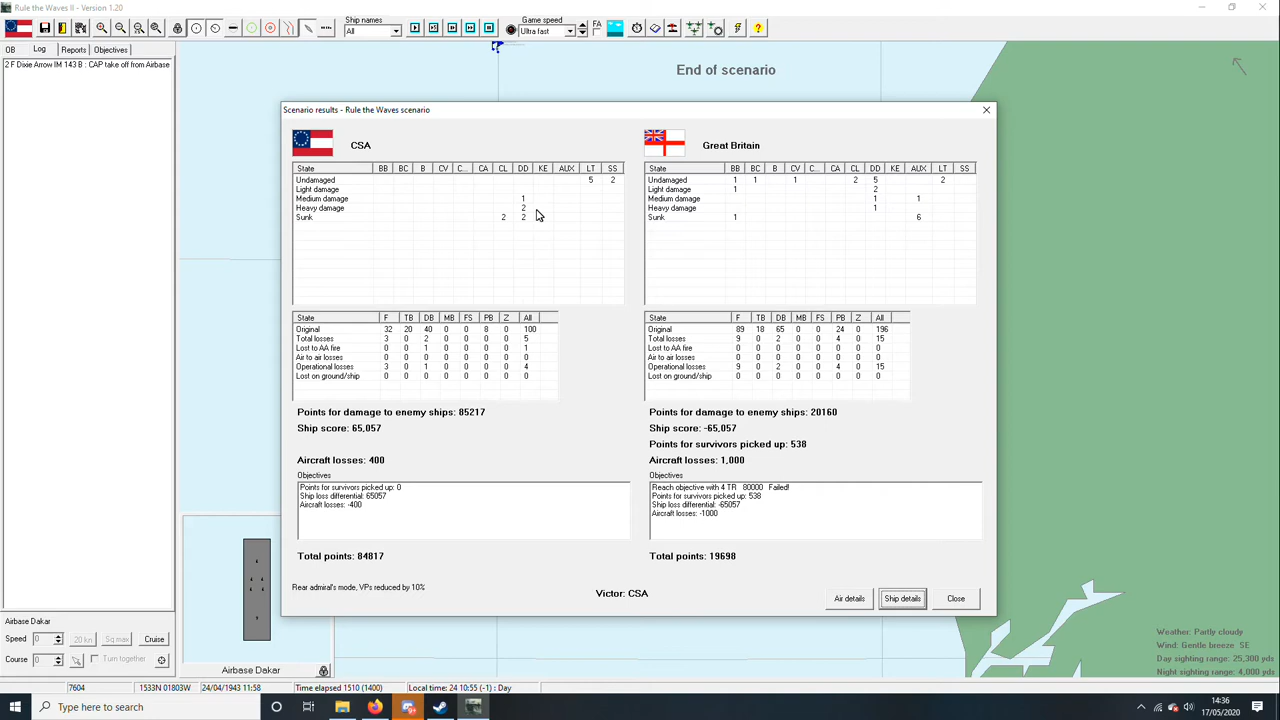 Rule the Waves II - Version 1.20
Ship names
All
Game speed
Ultra fast
FA
OB Log Reports Objectives
2 F Dixie Arrow IM 143 B : CAP take off from Airbase
End of scenario
Scenario results - Rule the Waves scenario
CSA
Great Britain
State BB BC B CV C... CA CL DD KE AUX LT SS
Undamaged 5 2
Light damage
Medium damage 1
Heavy damage 2
Sunk 2 2
State BB BC B CV C... CA CL DD KE AUX LT SS
Undamaged 1 1 1 2 5 2
Light damage 1 2
Medium damage 1 1
Heavy damage 1
Sunk 1 6
State F TB DB MB FS PB Z All
Original 32 20 40 0 0 8 0 100
Total losses 3 0 2 0 0 0 0 5
Lost to AA fire 0 0 1 0 0 0 0 1
Air to air losses 0 0 0 0 0 0 0 0
Operational losses 3 0 1 0 0 0 0 4
Lost on ground/ship 0 0 0 0 0 0 0 0
State F TB DB MB FS PB Z All
Original 89 18 65 0 0 24 0 196
Total losses 9 0 2 0 0 4 0 15
Lost to AA fire 0 0 0 0 0 0 0 0
Air to air losses 0 0 0 0 0 0 0 0
Operational losses 9 0 2 0 0 4 0 15
Lost on ground/ship 0 0 0 0 0 0 0 0
Points for damage to enemy ships: 85217
Ship score: 65,057
Aircraft losses: 400
Objectives
Points for survivors picked up: 0
Ship loss differential: 65057
Aircraft losses: -400
Total points: 84817
Points for damage to enemy ships: 20160
Ship score: -65,057
Points for survivors picked up: 538
Aircraft losses: 1,000
Objectives
Reach objective with 4 TR 80000 Failed!
Points for survivors picked up: 538
Ship loss differential: -65057
Aircraft losses: -1000
Total points: 19698
Rear admiral's mode, VPs reduced by 10%
Victor: CSA
Air details
Ship details
Close
Airbase Dakar
Speed 0 20 kn Sq max Cruise
Course 0 Turn together
Airbase Dakar
Weather: Partly cloudy
Wind: Gentle breeze SE
Day sighting range: 25,300 yds
Night sighting range: 4,000 yds
7604 1533N 01803W 24/04/1943 11:58 Time elapsed 1510 (1400) Local time: 24 10:55 (-1) : Day
Type here to search
14:36
17/05/2020